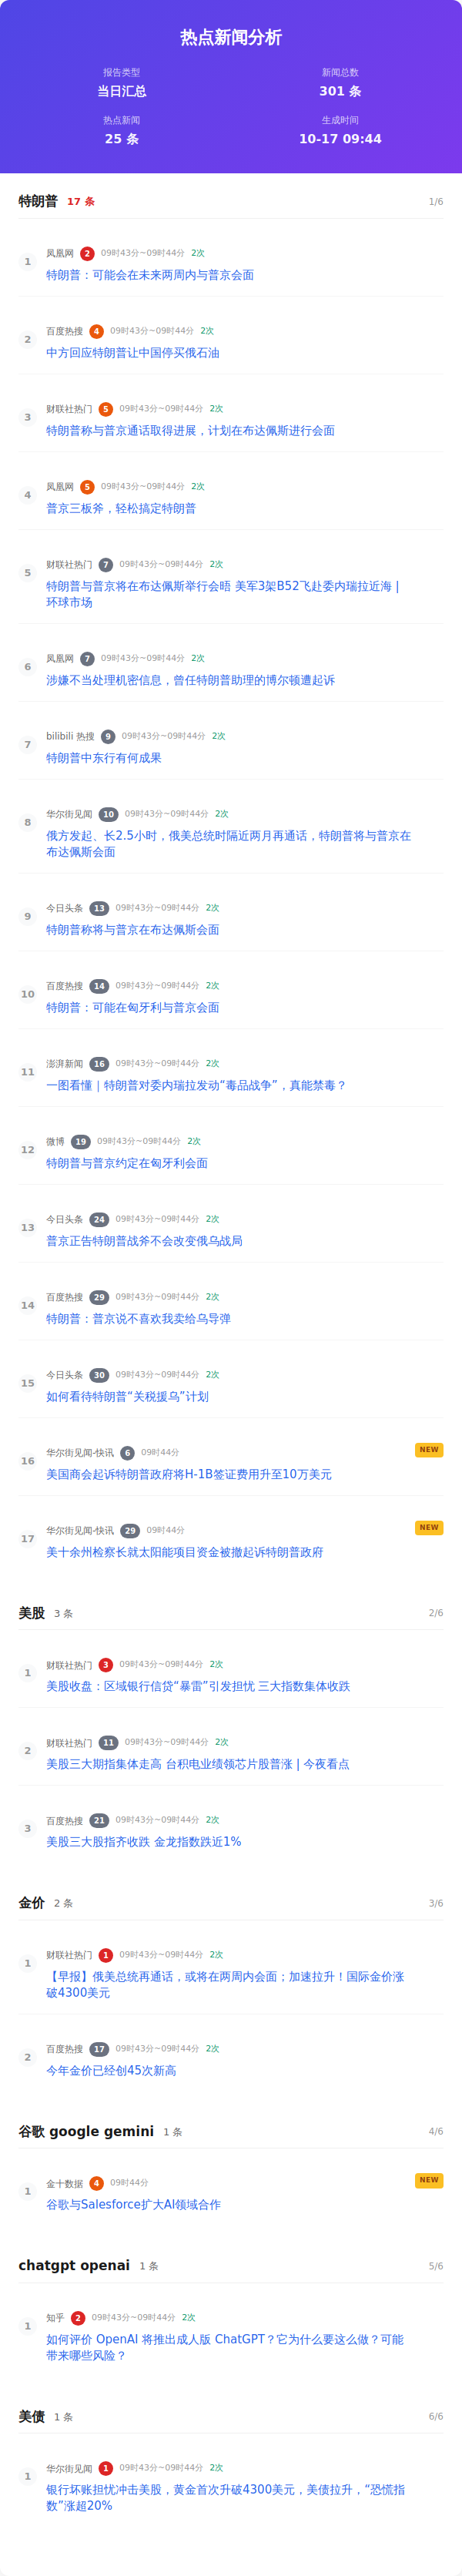 热点新闻分析
报告类型
当日汇总
新闻总数
301 条
热点新闻
25 条
生成时间
10-17 09:44
特朗普 17 条 1/6
1
凤凰网 2 09时43分~09时44分 2次
特朗普：可能会在未来两周内与普京会面
2
百度热搜 4 09时43分~09时44分 2次
中方回应特朗普让中国停买俄石油
3
财联社热门 5 09时43分~09时44分 2次
特朗普称与普京通话取得进展，计划在布达佩斯进行会面
4
凤凰网 5 09时43分~09时44分 2次
普京三板斧，轻松搞定特朗普
5
财联社热门 7 09时43分~09时44分 2次
特朗普与普京将在布达佩斯举行会晤 美军3架B52飞赴委内瑞拉近海 |
环球市场
6
凤凰网 7 09时43分~09时44分 2次
涉嫌不当处理机密信息，曾任特朗普助理的博尔顿遭起诉
7
bilibili 热搜 9 09时43分~09时44分 2次
特朗普中东行有何成果
8
华尔街见闻 10 09时43分~09时44分 2次
俄方发起、长2.5小时，俄美总统时隔近两月再通话，特朗普将与普京在
布达佩斯会面
9
今日头条 13 09时43分~09时44分 2次
特朗普称将与普京在布达佩斯会面
10
百度热搜 14 09时43分~09时44分 2次
特朗普：可能在匈牙利与普京会面
11
澎湃新闻 16 09时43分~09时44分 2次
一图看懂｜特朗普对委内瑞拉发动“毒品战争”，真能禁毒？
12
微博 19 09时43分~09时44分 2次
特朗普与普京约定在匈牙利会面
13
今日头条 24 09时43分~09时44分 2次
普京正告特朗普战斧不会改变俄乌战局
14
百度热搜 29 09时43分~09时44分 2次
特朗普：普京说不喜欢我卖给乌导弹
15
今日头条 30 09时43分~09时44分 2次
如何看待特朗普“关税援乌”计划
16
华尔街见闻-快讯 6 09时44分 NEW
美国商会起诉特朗普政府将H-1B签证费用升至10万美元
17
华尔街见闻-快讯 29 09时44分 NEW
美十余州检察长就太阳能项目资金被撤起诉特朗普政府
美股 3 条 2/6
1
财联社热门 3 09时43分~09时44分 2次
美股收盘：区域银行信贷“暴雷”引发担忧 三大指数集体收跌
2
财联社热门 11 09时43分~09时44分 2次
美股三大期指集体走高 台积电业绩领芯片股普涨 | 今夜看点
3
百度热搜 21 09时43分~09时44分 2次
美股三大股指齐收跌 金龙指数跌近1%
金价 2 条 3/6
1
财联社热门 1 09时43分~09时44分 2次
【早报】俄美总统再通话，或将在两周内会面；加速拉升！国际金价涨
破4300美元
2
百度热搜 17 09时43分~09时44分 2次
今年金价已经创45次新高
谷歌 google gemini 1 条 4/6
1
金十数据 4 09时44分 NEW
谷歌与Salesforce扩大AI领域合作
chatgpt openai 1 条 5/6
1
知乎 2 09时43分~09时44分 2次
如何评价 OpenAI 将推出成人版 ChatGPT？它为什么要这么做？可能
带来哪些风险？
美债 1 条 6/6
1
华尔街见闻 1 09时43分~09时44分 2次
银行坏账担忧冲击美股，黄金首次升破4300美元，美债拉升，“恐慌指
数”涨超20%